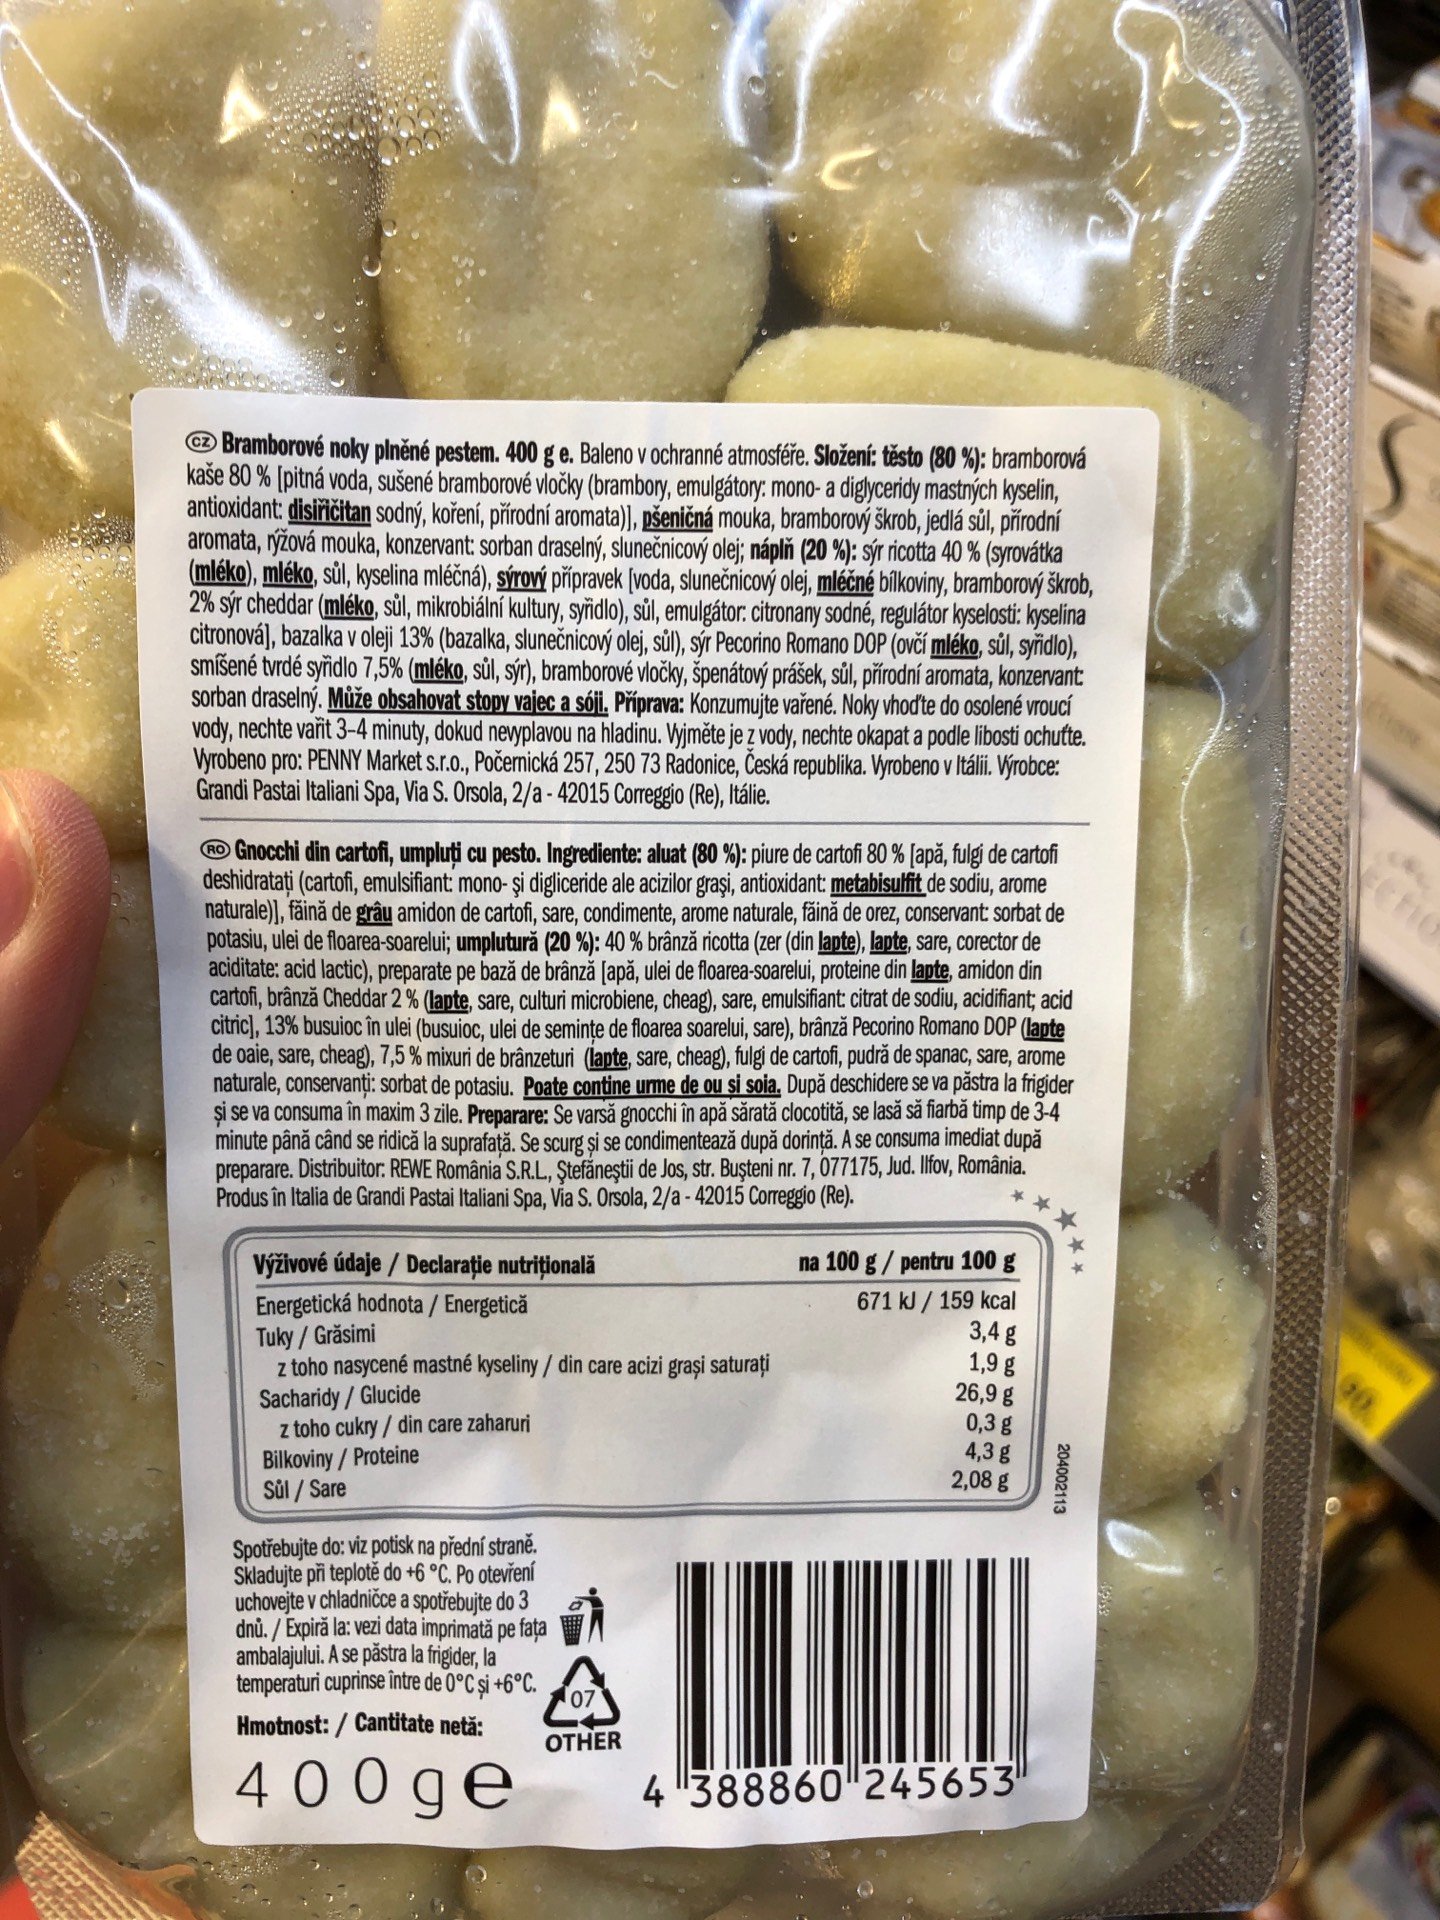 CZ Bramborové noky plněné pestem. 400 g e. Baleno v ochranné atmosféře. Složení: těsto (80 %): bramborová
kaše 80 % [pitná voda, sušené bramborové vločky (brambory, emulgátory: mono- a diglyceridy mastných kyselin,
antioxidant: disiřičitan sodný, koření, přírodní aromata)], pšeničná mouka, bramborový škrob, jedlá sůl, přírodní
aromata, rýžová mouka, konzervant: sorban draselný, slunečnicový olej; náplň (20 %): sýr ricotta 40 % (syrovátka
(mléko), mléko, sůl, kyselina mléčná), sýrový přípravek [voda, slunečnicový olej, mléčné bílkoviny, bramborový škrob,
2% sýr cheddar (mléko, sůl, mikrobiální kultury, syřidlo), sůl, emulgátor: citronany sodné, regulátor kyselosti: kyselina
citronová], bazalka v oleji 13% (bazalka, slunečnicový olej, sůl), sýr Pecorino Romano DOP (ovčí mléko, sůl, syřidlo),
smíšené tvrdé syřidlo 7,5% (mléko, sůl, sýr), bramborové vločky, špenátový prášek, sůl, přírodní aromata, konzervant:
sorban draselný. Může obsahovat stopy vajec a sóji. Příprava: Konzumujte vařené. Noky vhoďte do osolené vroucí
vody, nechte vařit 3–4 minuty, dokud nevyplavou na hladinu. Vyjměte je z vody, nechte okapat a podle libosti ochuťte.
Vyrobeno pro: PENNY Market s.r.o., Počernická 257, 250 73 Radonice, Česká republika. Vyrobeno v Itálii. Výrobce:
Grandi Pastai Italiani Spa, Via S. Orsola, 2/a - 42015 Correggio (Re), Itálie.
RO Gnocchi din cartofi, umpluți cu pesto. Ingrediente: aluat (80 %): piure de cartofi 80 % [apă, fulgi de cartofi
deshidratați (cartofi, emulsifiant: mono- și digliceride ale acizilor grași, antioxidant: metabisulfit de sodiu, arome
naturale)], făină de grâu amidon de cartofi, sare, condimente, arome naturale, făină de orez, conservant: sorbat de
potasiu, ulei de floarea-soarelui; umplutură (20 %): 40 % brânză ricotta (zer (din lapte), lapte, sare, corector de
aciditate: acid lactic), preparate pe bază de brânză [apă, ulei de floarea-soarelui, proteine din lapte, amidon din
cartofi, brânză Cheddar 2 % (lapte, sare, culturi microbiene, cheag), sare, emulsifiant: citrat de sodiu, acidifiant; acid
citric], 13% busuioc în ulei (busuioc, ulei de semințe de floarea soarelui, sare), brânză Pecorino Romano DOP (lapte
de oaie, sare, cheag), 7,5 % mixuri de brânzeturi (lapte, sare, cheag), fulgi de cartofi, pudră de spanac, sare, arome
naturale, conservanți: sorbat de potasiu. Poate conține urme de ou și soia. După deschidere se va păstra la frigider
și se va consuma în maxim 3 zile. Preparare: Se varsă gnocchi în apă sărată clocotită, se lasă să fiarbă timp de 3-4
minute până când se ridică la suprafață. Se scurg și se condimentează după dorință. A se consuma imediat după
preparare. Distribuitor: REWE România S.R.L., Ștefăneștii de Jos, str. Bușteni nr. 7, 077175, Jud. Ilfov, România.
Produs în Italia de Grandi Pastai Italiani Spa, Via S. Orsola, 2/a - 42015 Correggio (Re).
Výživové údaje / Declarație nutrițională na 100 g / pentru 100 g
Energetická hodnota / Energetică 671 kJ / 159 kcal
Tuky / Grăsimi 3,4 g
z toho nasycené mastné kyseliny / din care acizi grași saturați 1,9 g
Sacharidy / Glucide 26,9 g
z toho cukry / din care zaharuri 0,3 g
Bílkoviny / Proteine 4,3 g
Sůl / Sare 2,08 g
204002113
Spotřebujte do: viz potisk na přední straně.
Skladujte při teplotě do +6 °C. Po otevření
uchovejte v chladničce a spotřebujte do 3
dnů. / Expiră la: vezi data imprimată pe fața
ambalajului. A se păstra la frigider, la
temperaturi cuprinse între de 0°C și +6°C.
Hmotnost: / Cantitate netă:
400g e
07
OTHER
4 388860 245653